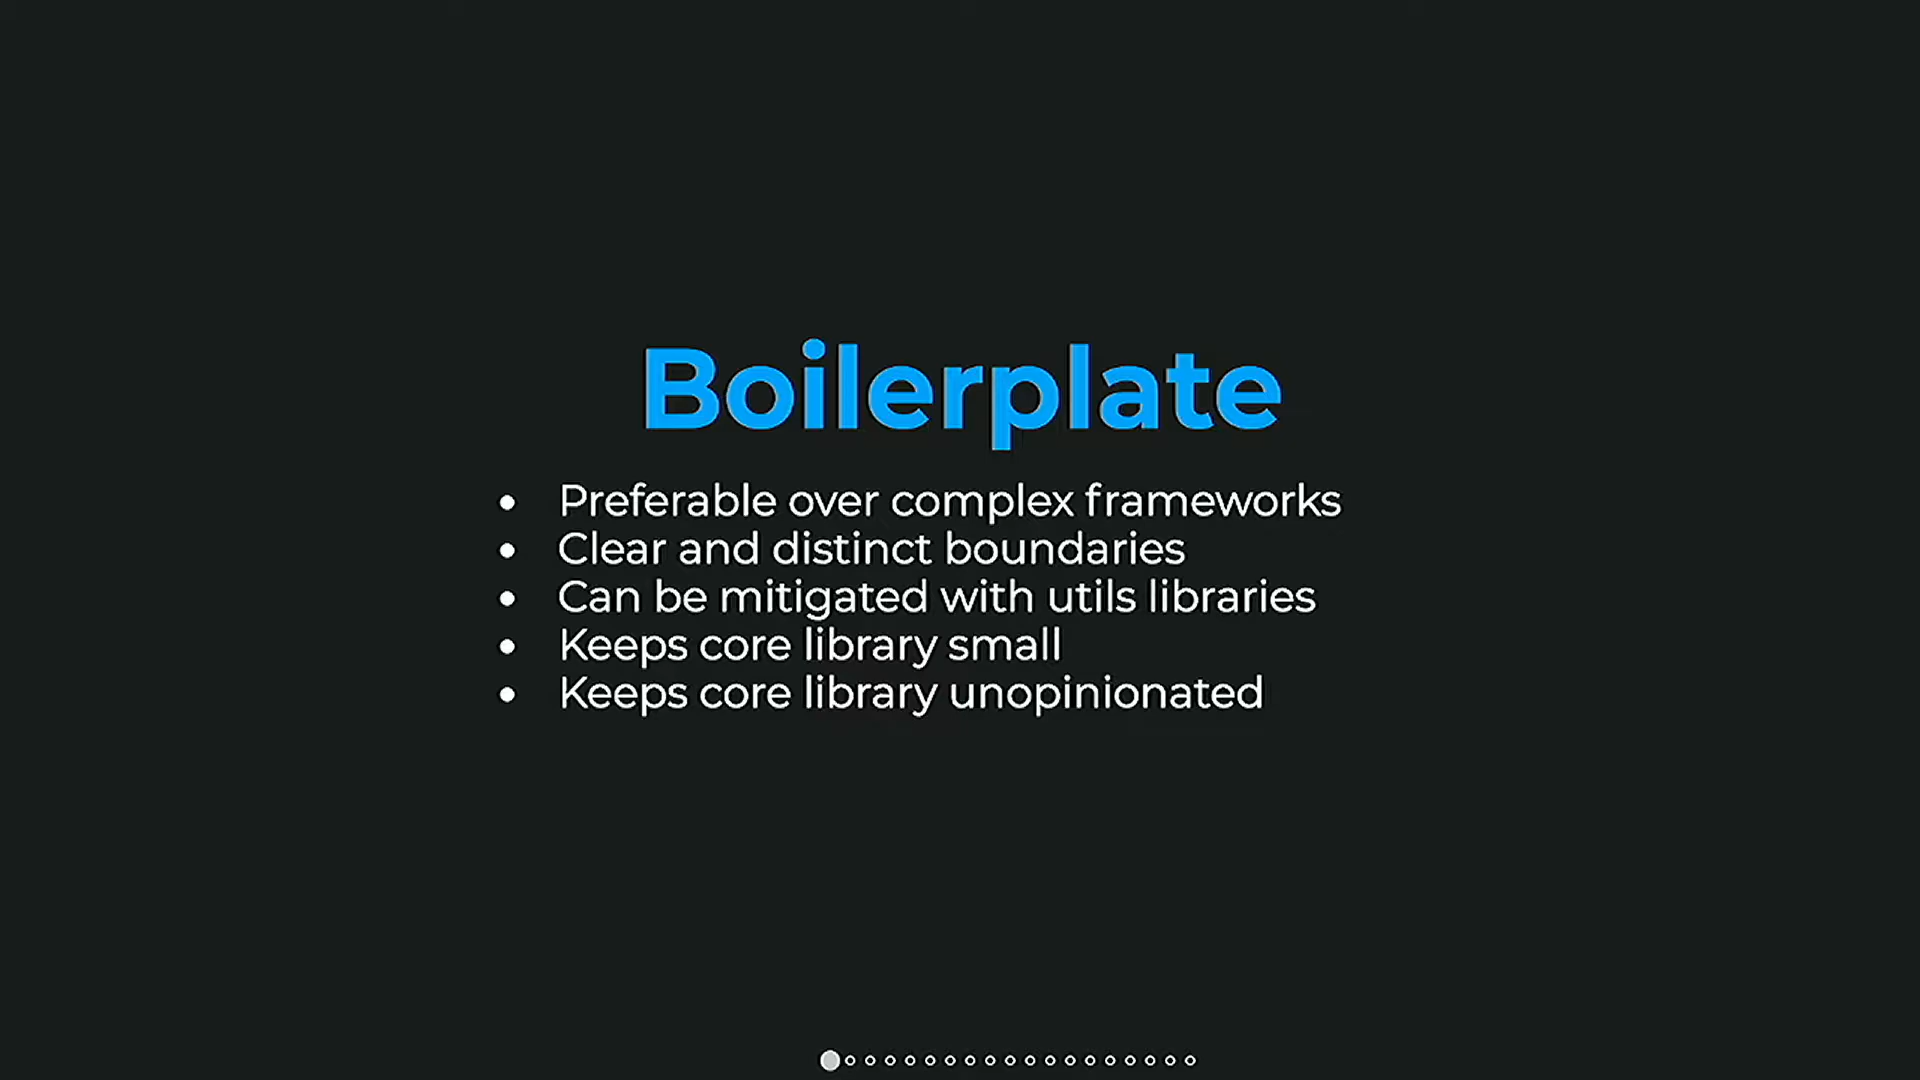 Boilerplate
• Preferable over complex frameworks
• Clear and distinct boundaries
• Can be mitigated with utils libraries
• Keeps core library small
• Keeps core library unopinionated